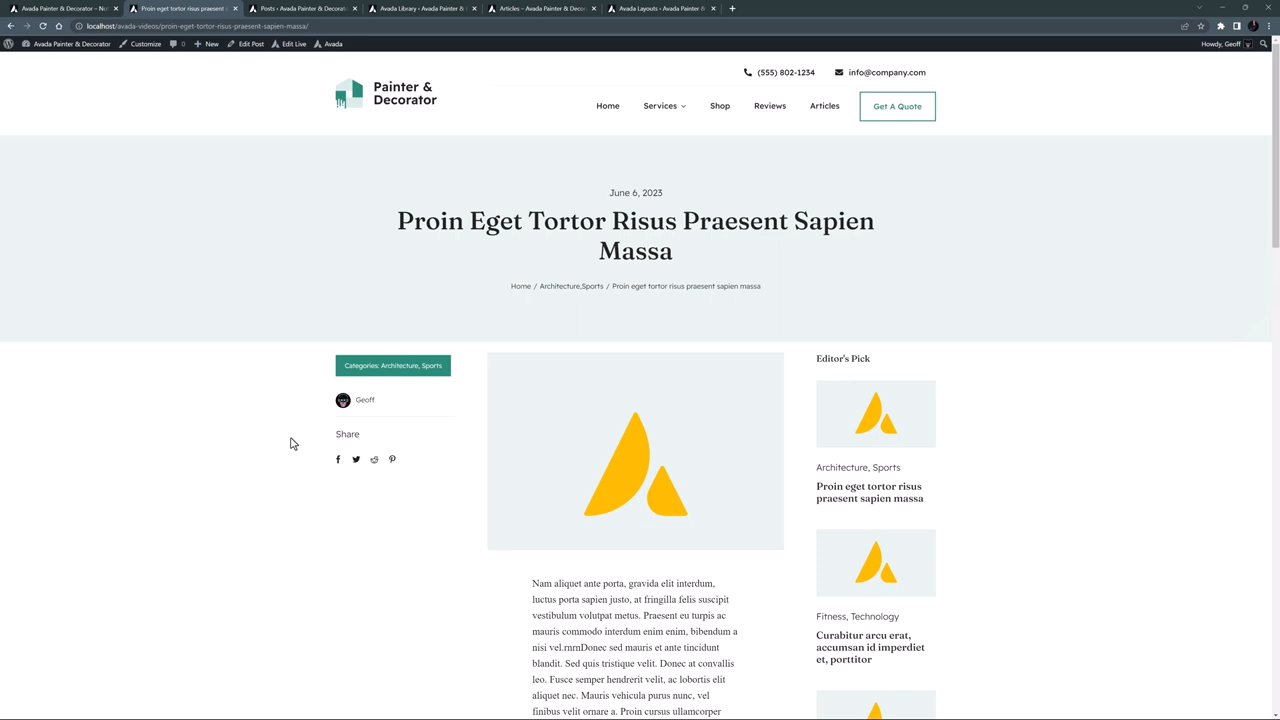 Avada Painter & Decorator – No
Proin eget tortor risus praesent s
Posts ‹ Avada Painter & Decorato
Avada Library ‹ Avada Painter &
Articles – Avada Painter & Decor
Avada Layouts ‹ Avada Painter &
localhost/avada-videos/proin-eget-tortor-risus-praesent-sapien-massa/
Avada Painter & Decorator
Customize
0
New
Edit Post
Edit Live
Avada
Howdy, Geoff
Painter &
Decorator
(555) 802-1234
info@company.com
Home
Services
Shop
Reviews
Articles
Get A Quote
June 6, 2023
Proin Eget Tortor Risus Praesent Sapien
Massa
Home / Architecture,Sports / Proin eget tortor risus praesent sapien massa
Categories: Architecture, Sports
Geoff
Share
Nam aliquet ante porta, gravida elit interdum,
luctus porta sapien justo, at fringilla felis suscipit
vestibulum volutpat metus. Praesent eu turpis ac
mauris commodo interdum enim enim, bibendum a
nisi vel.rnrnDonec sed mauris et ante tincidunt
blandit. Sed quis tristique velit. Donec at convallis
leo. Fusce semper hendrerit velit, ac lobortis elit
aliquet nec. Mauris vehicula purus nunc, vel
finibus velit ornare a. Proin cursus ullamcorper
Editor's Pick
Architecture, Sports
Proin eget tortor risus
praesent sapien massa
Fitness, Technology
Curabitur arcu erat,
accumsan id imperdiet
et, porttitor